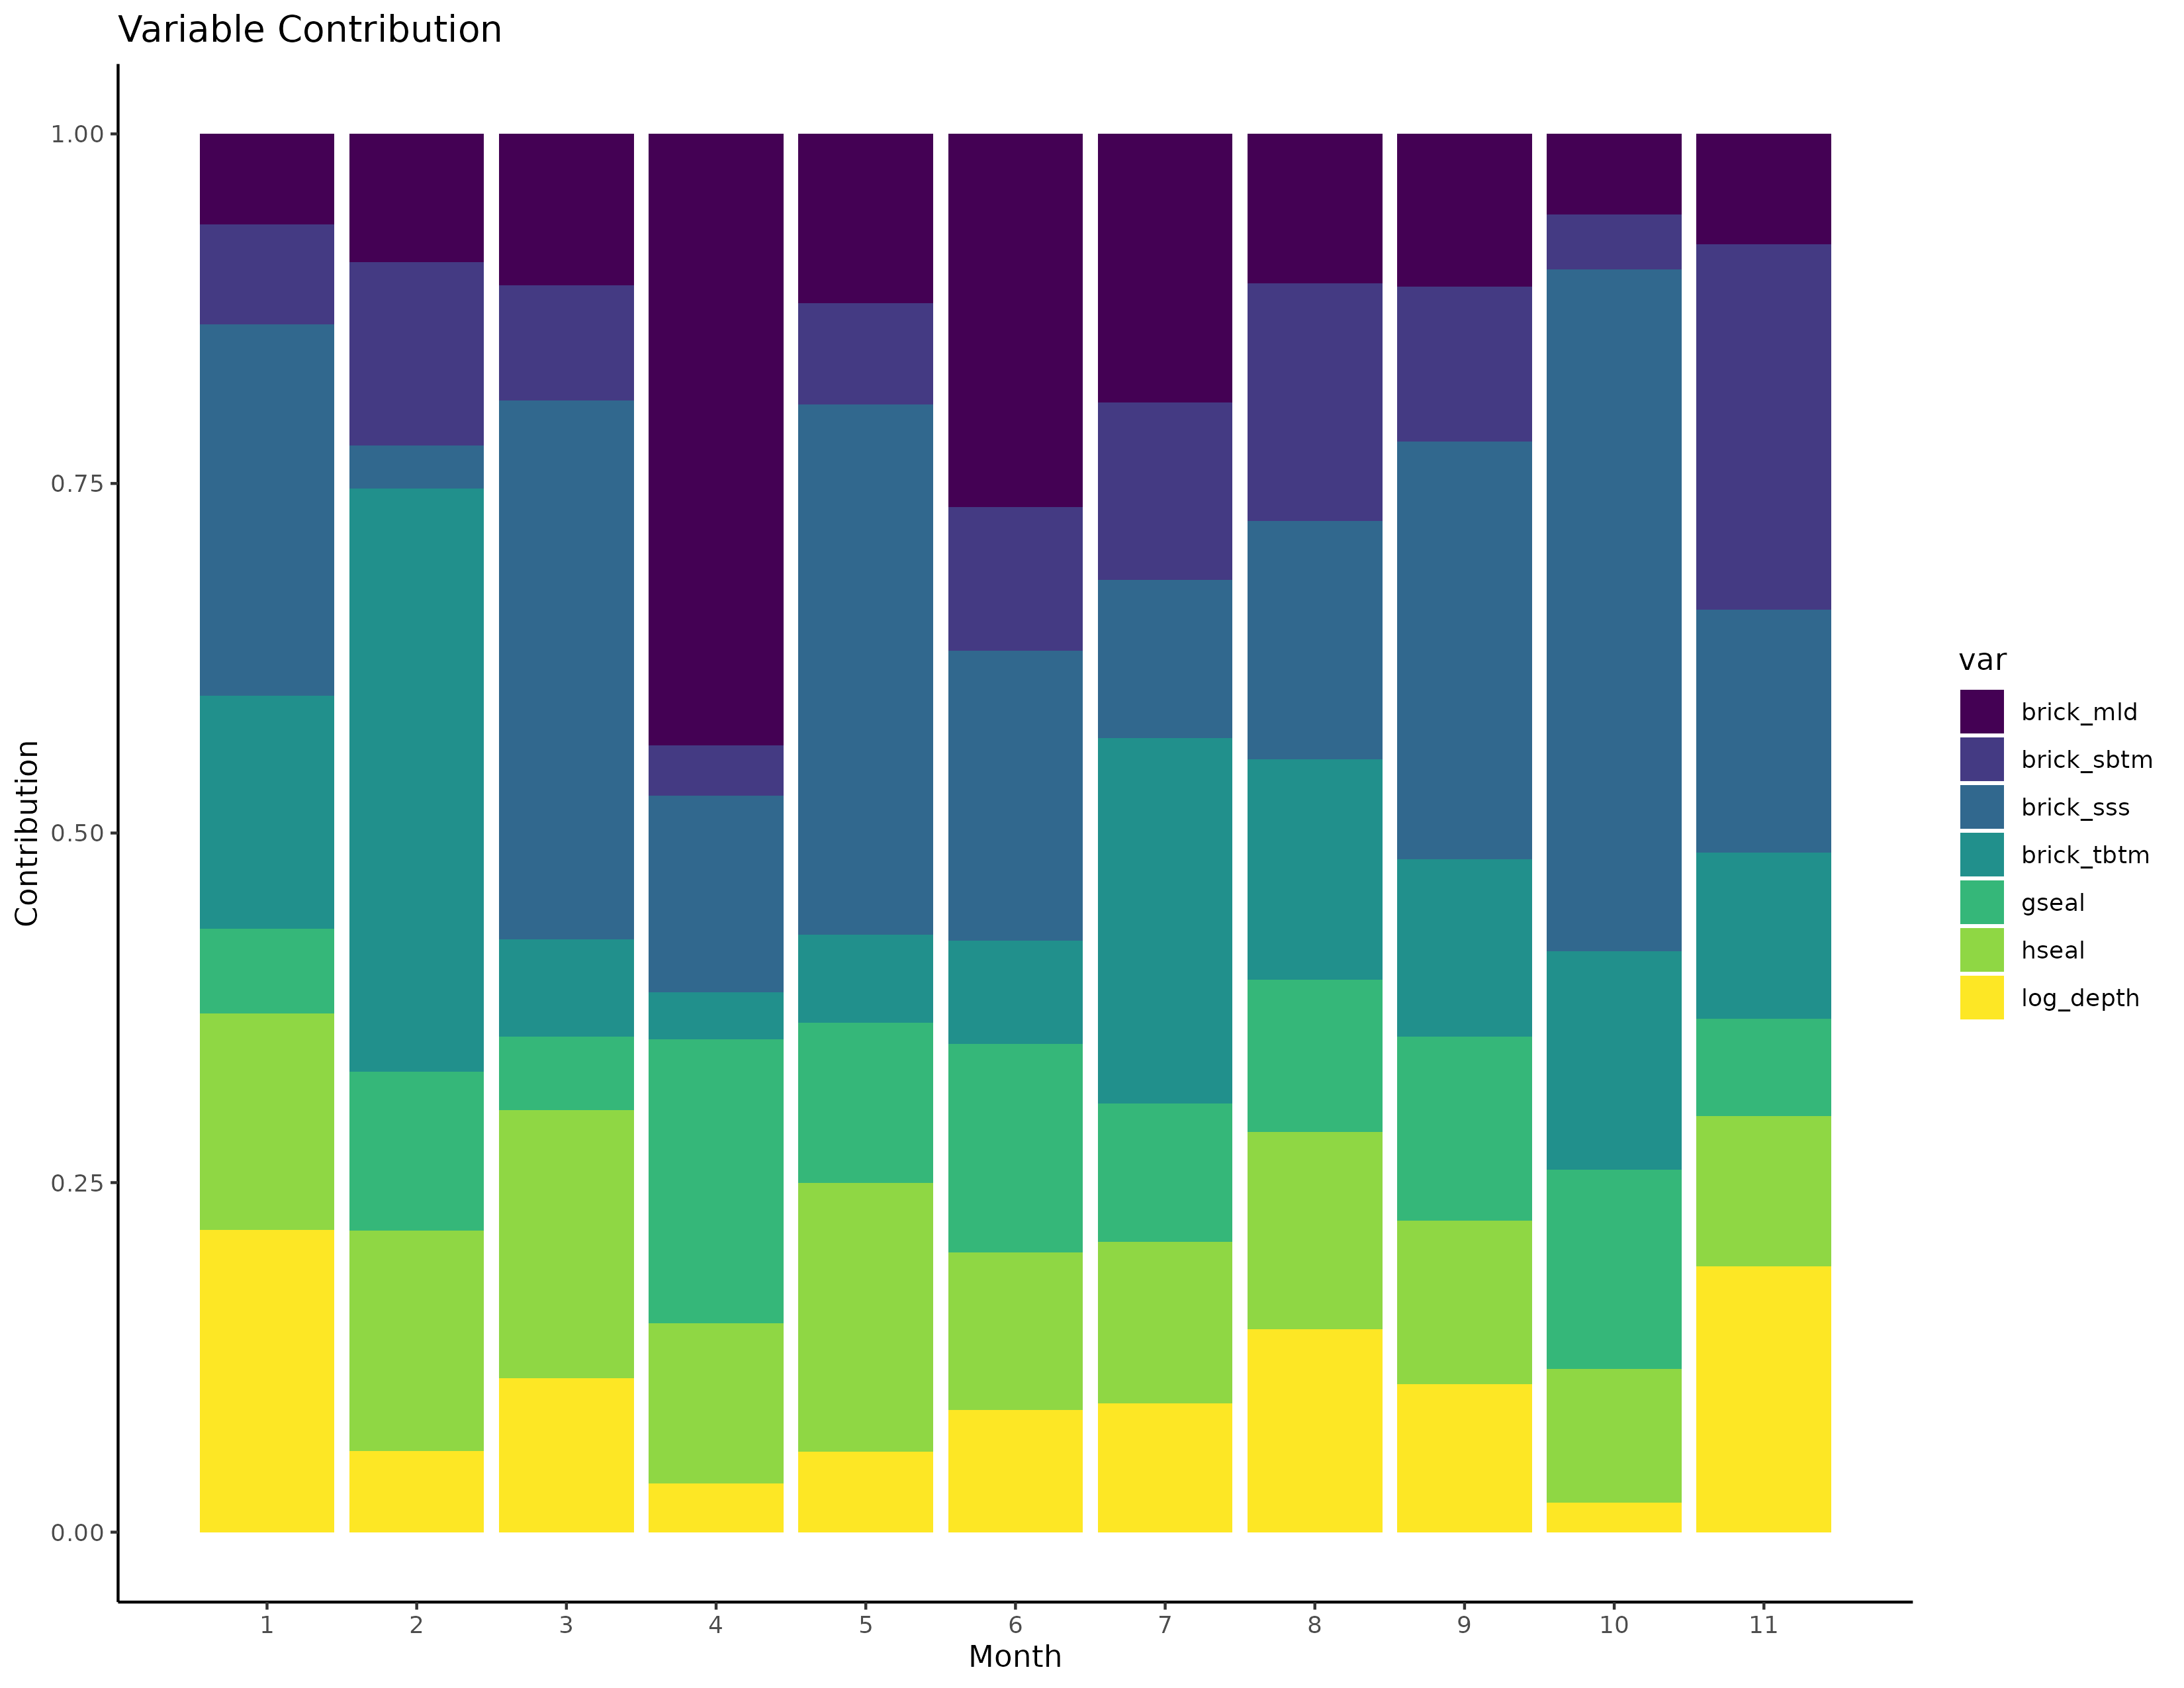 Variable Contribution
1.00
0.75
0.50
0.25
0.00
Contribution
1 2 3 4 5 6 7 8 9 10 11
Month
var
brick_mld
brick_sbtm
brick_sss
brick_tbtm
gseal
hseal
log_depth